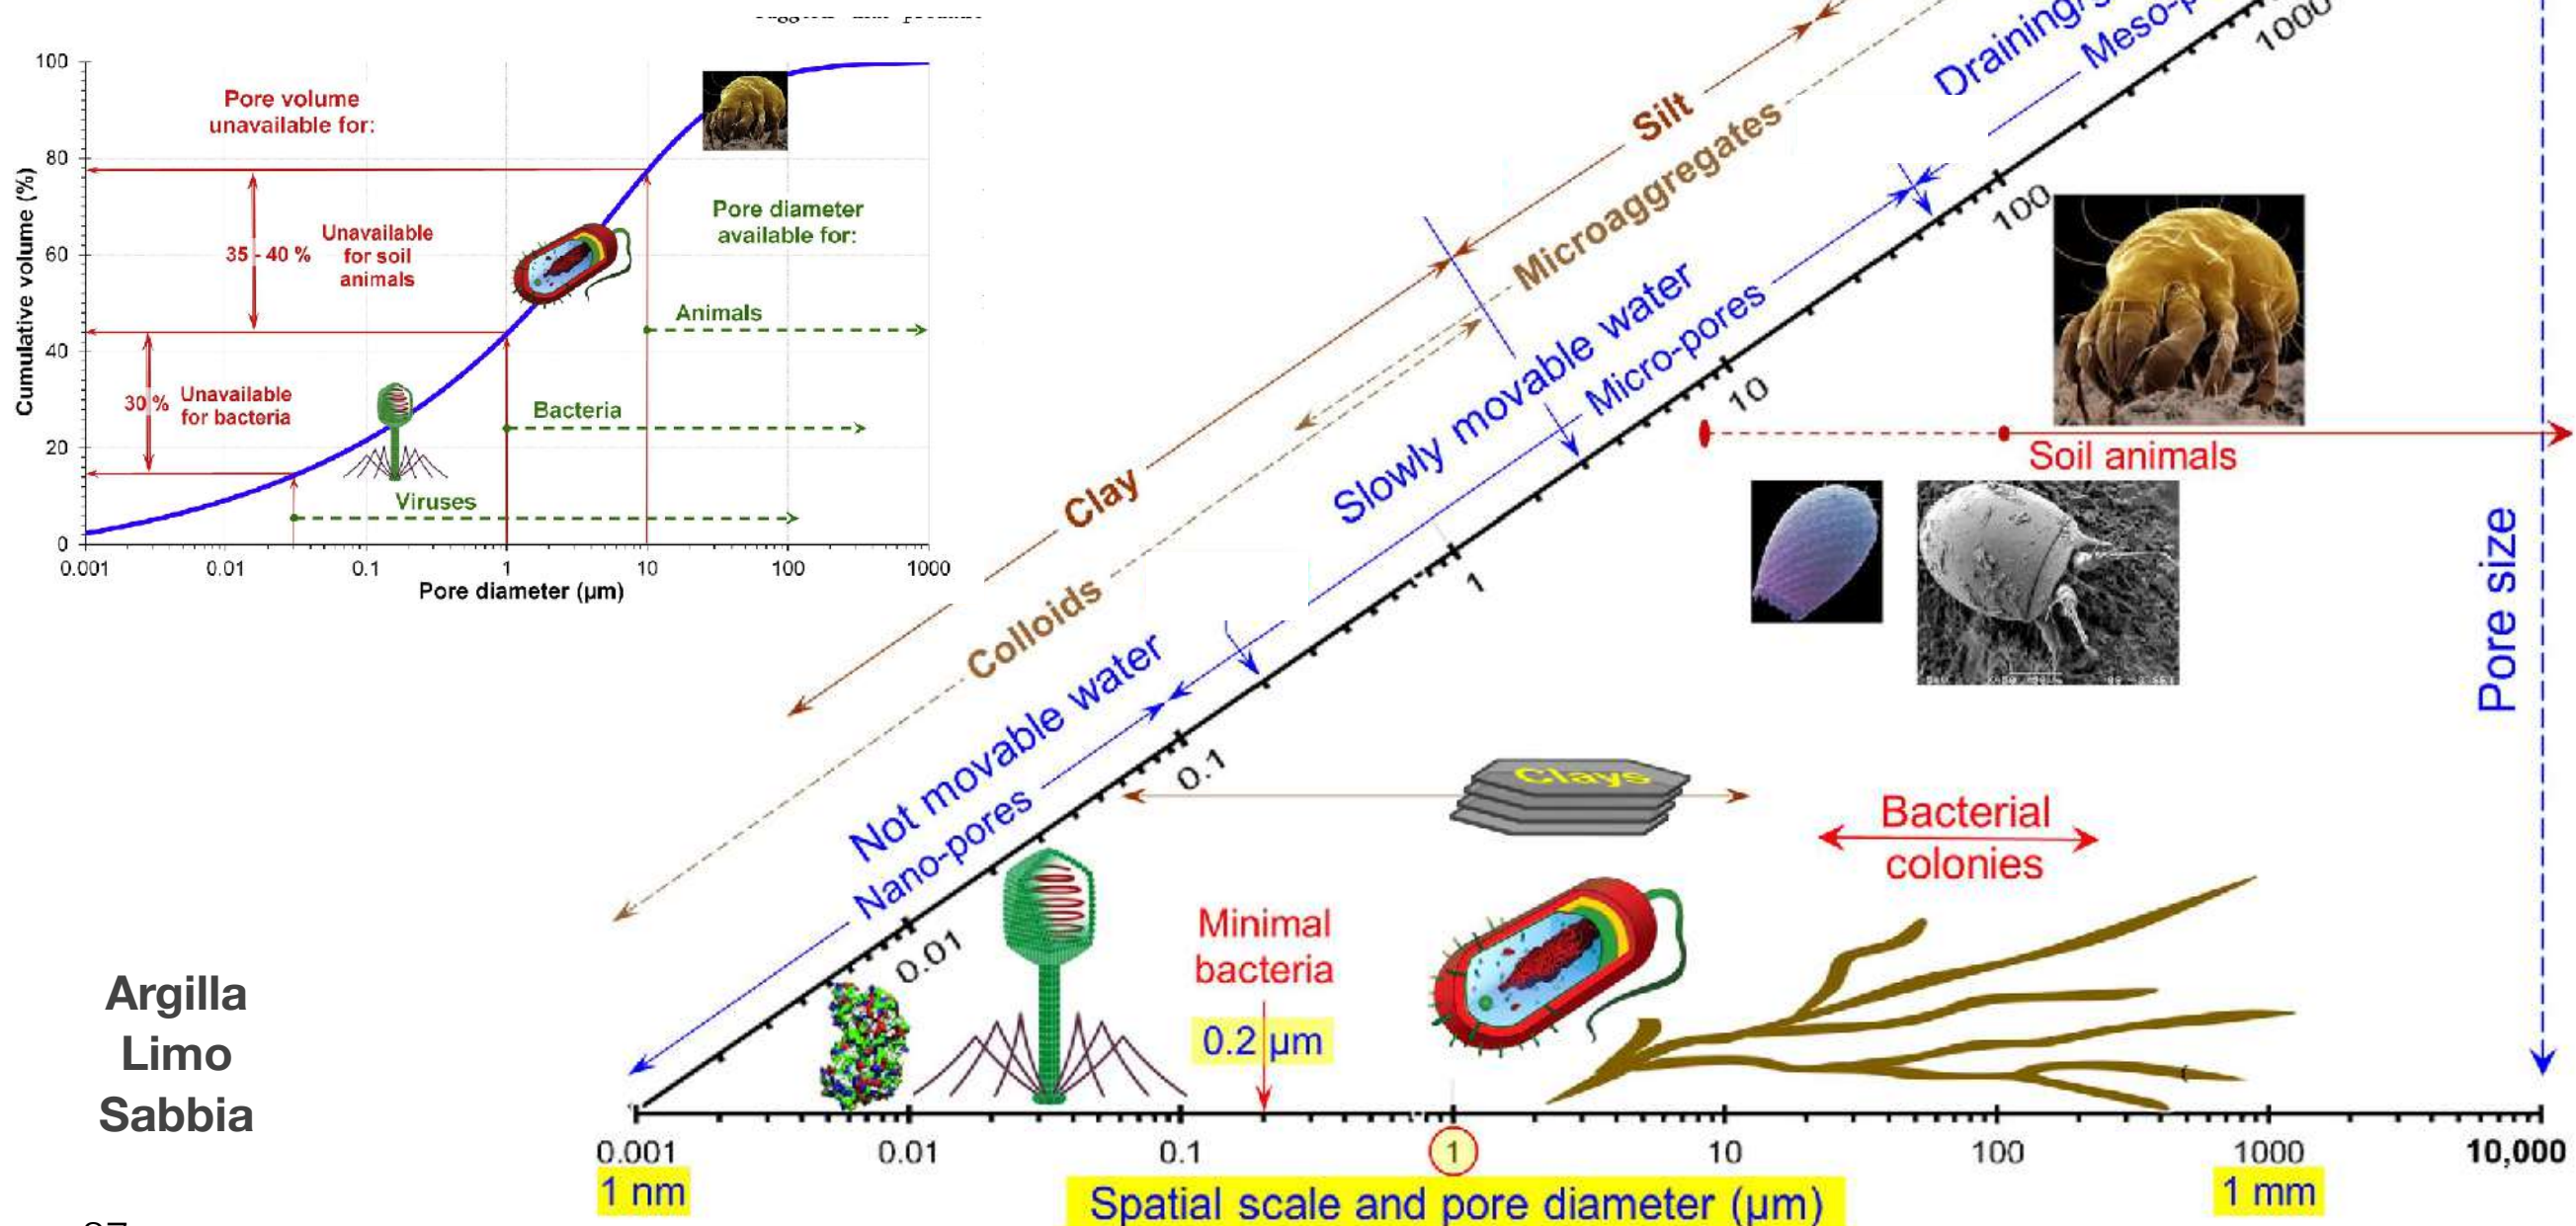 100
80
60
40
20
0
Cumulative volume (%)
Pore volume
unavailable for:
35 - 40 %
Unavailable
for soil
animals
30 %
Unavailable
for bacteria
Pore diameter
available for:
Animals
Bacteria
Viruses
0.001
0.01
0.1
1
10
100
1000
Pore diameter (µm)
Silt
Microaggregates
Clay
Colloids
Slowly movable water
Micro-pores
Not movable water
Nano-pores
1000
100
10
1
0.1
0.01
Soil animals
Pore size
Clays
Bacterial
colonies
Minimal
bacteria
0.2 µm
Argilla
Limo
Sabbia
0.001
0.01
0.1
1
10
100
1000
10,000
1 nm
Spatial scale and pore diameter (µm)
1 mm